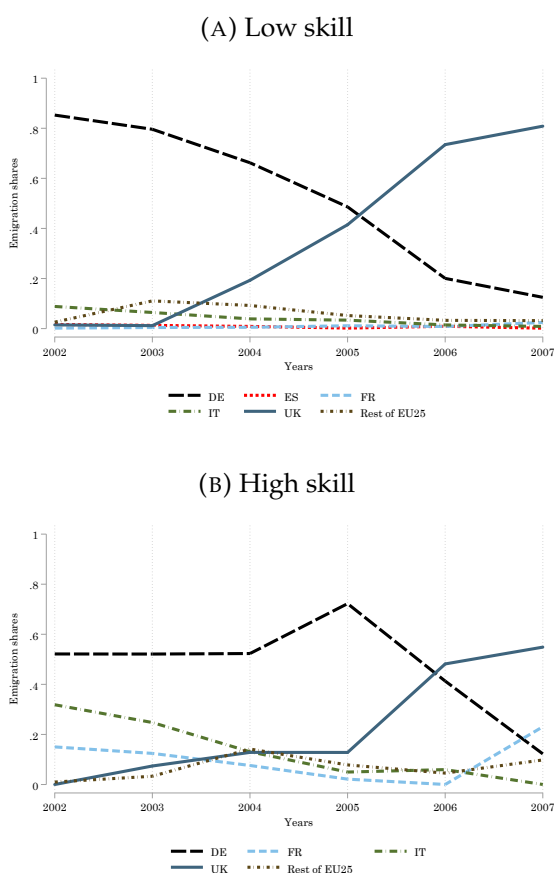 (A) Low skill
1
.8
.6
.4
.2
0
Emigration shares
2002 2003 2004 2005 2006 2007
Years
DE ES FR
IT UK Rest of EU25
(B) High skill
1
.8
.6
.4
.2
0
Emigration shares
2002 2003 2004 2005 2006 2007
Years
DE FR IT
UK Rest of EU25